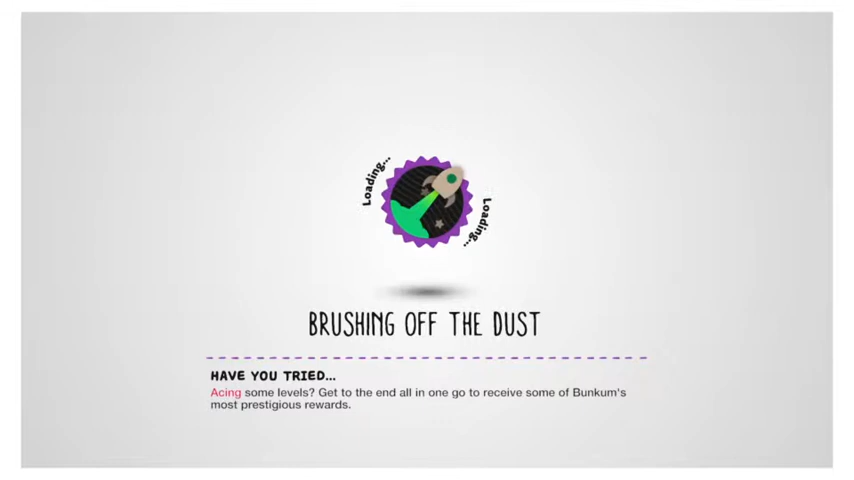 Loading...
Loading...
BRUSHING OFF THE DUST
HAVE YOU TRIED...
Acing some levels? Get to the end all in one go to receive some of Bunkum's
most prestigious rewards.